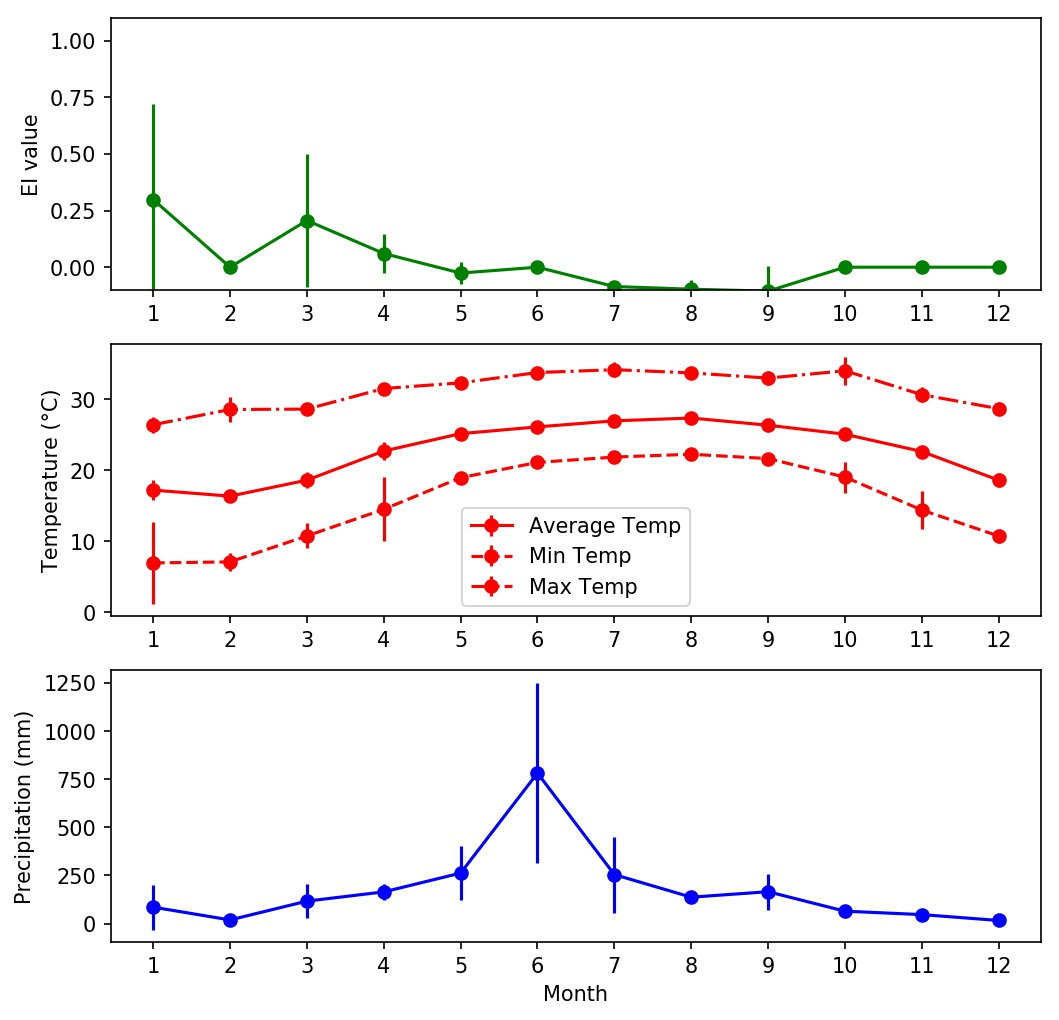 EI value
1.00
0.75
0.50
0.25
0.00
1 2 3 4 5 6 7 8 9 10 11 12
Temperature (°C)
30
20
10
0
Average Temp
Min Temp
Max Temp
1 2 3 4 5 6 7 8 9 10 11 12
Precipitation (mm)
1250
1000
750
500
250
0
1 2 3 4 5 6 7 8 9 10 11 12
Month